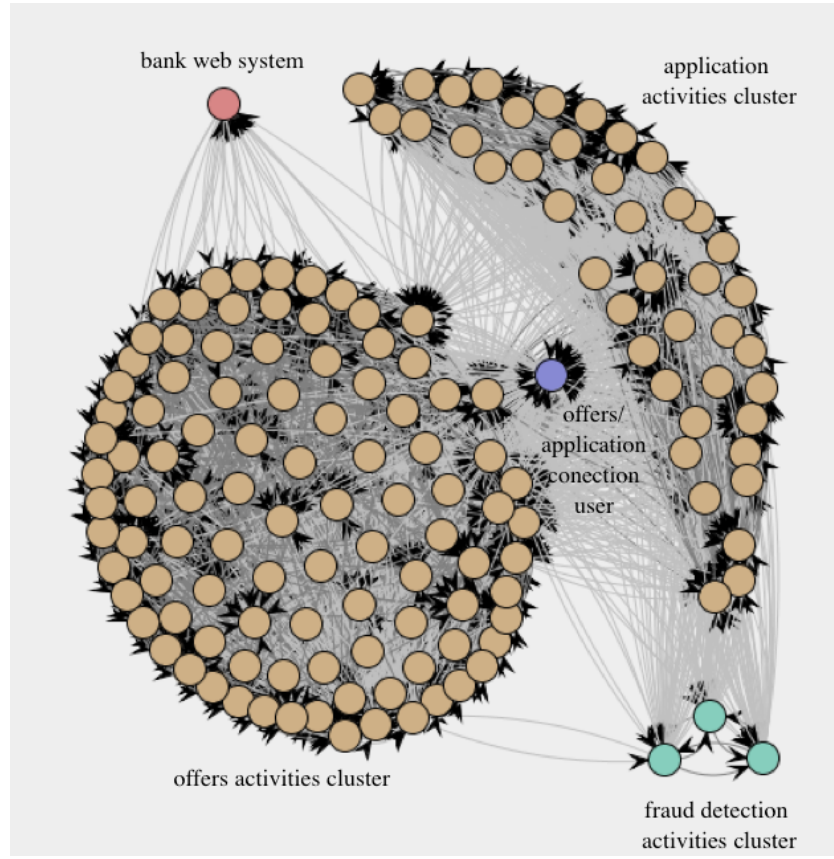 bank web system
application
activities cluster
offers/
application
conection
user
offers activities cluster
fraud detection
activities cluster